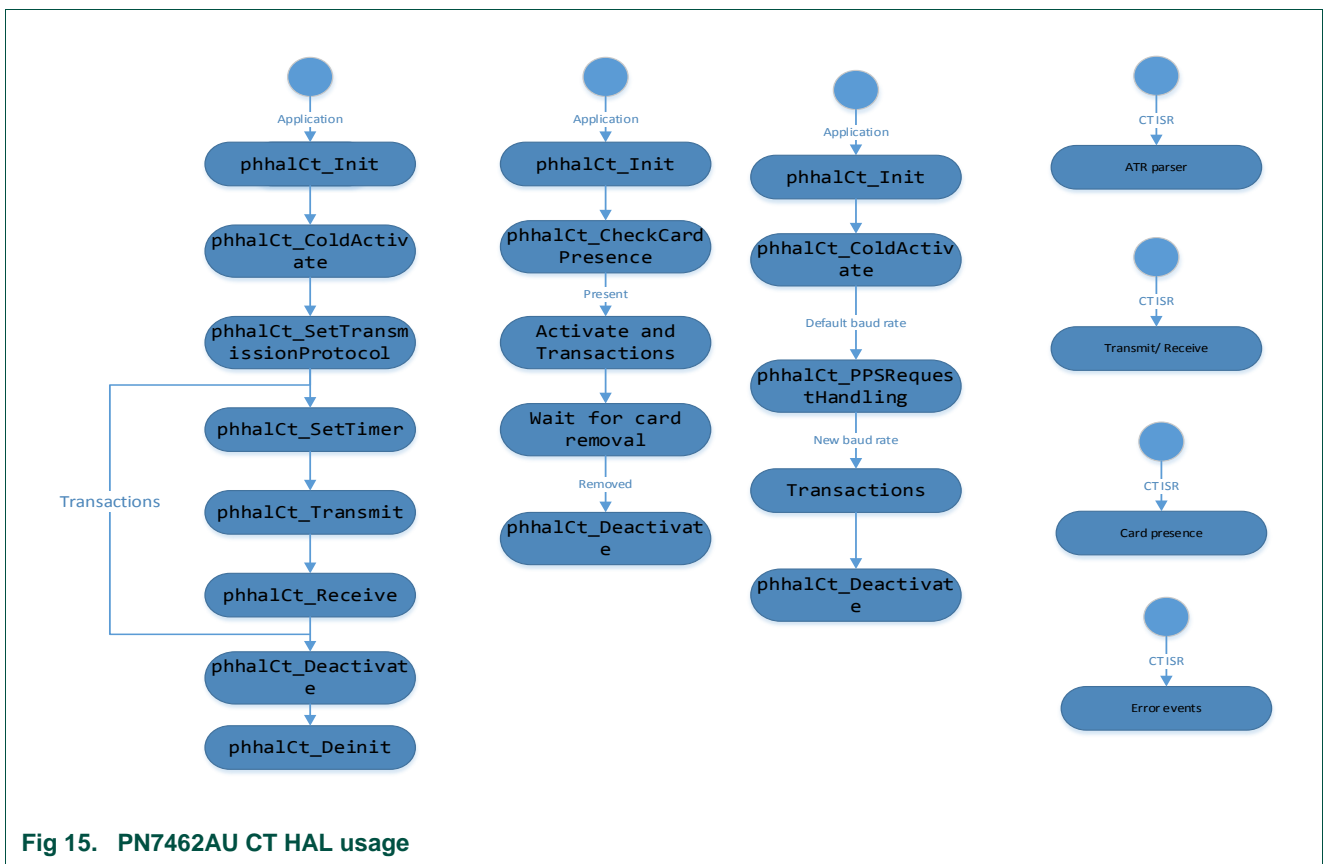 Application
phhalCt_Init
phhalCt_ColdActiv
ate
phhalCt_SetTransm
issionProtocol
phhalCt_SetTimer
Transactions
phhalCt_Transmit
phhalCt_Receive
phhalCt_Deactivat
e
phhalCt_Deinit
Application
phhalCt_Init
phhalCt_CheckCard
Presence
Present
Activate and
Transactions
Wait for card
removal
Removed
phhalCt_Deactivat
e
Application
phhalCt_Init
phhalCt_ColdActiv
ate
Default baud rate
phhalCt_PPSReques
tHandling
New baud rate
Transactions
phhalCt_Deactivat
e
CT ISR
ATR parser
CT ISR
Transmit/ Receive
CT ISR
Card presence
CT ISR
Error events
Fig 15. PN7462AU CT HAL usage